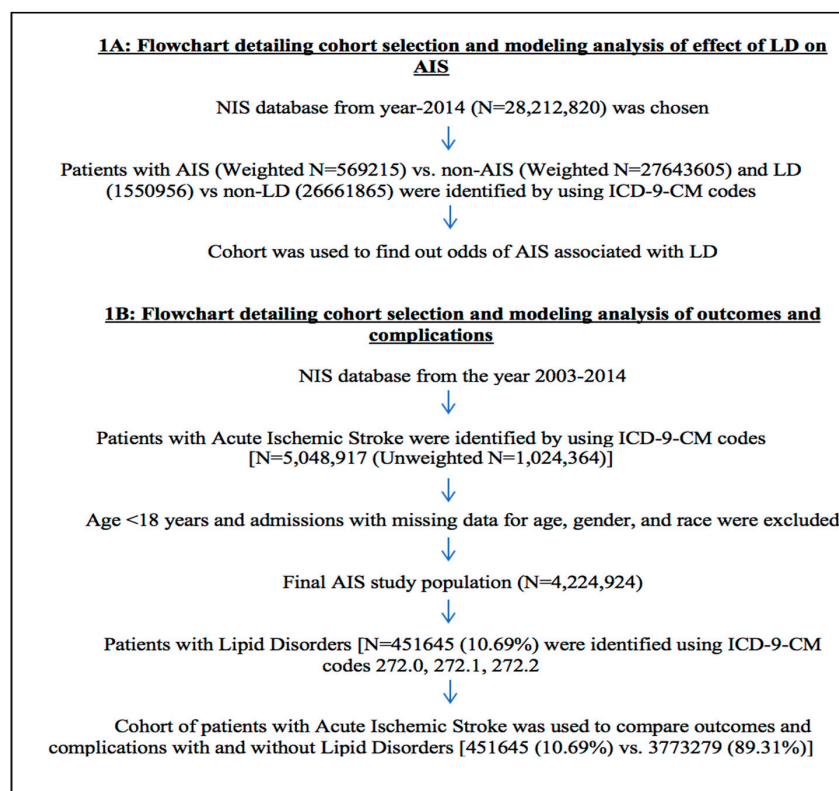 1A: Flowchart detailing cohort selection and modeling analysis of effect of LD on
AIS
NIS database from year-2014 (N=28,212,820) was chosen
Patients with AIS (Weighted N=569215) vs. non-AIS (Weighted N=27643605) and LD
(1550956) vs non-LD (26661865) were identified by using ICD-9-CM codes
Cohort was used to find out odds of AIS associated with LD
1B: Flowchart detailing cohort selection and modeling analysis of outcomes and
complications
NIS database from the year 2003-2014
Patients with Acute Ischemic Stroke were identified by using ICD-9-CM codes
[N=5,048,917 (Unweighted N=1,024,364)]
Age <18 years and admissions with missing data for age, gender, and race were excluded
Final AIS study population (N=4,224,924)
Patients with Lipid Disorders [N=451645 (10.69%) were identified using ICD-9-CM
codes 272.0, 272.1, 272.2
Cohort of patients with Acute Ischemic Stroke was used to compare outcomes and
complications with and without Lipid Disorders [451645 (10.69%) vs. 3773279 (89.31%)]